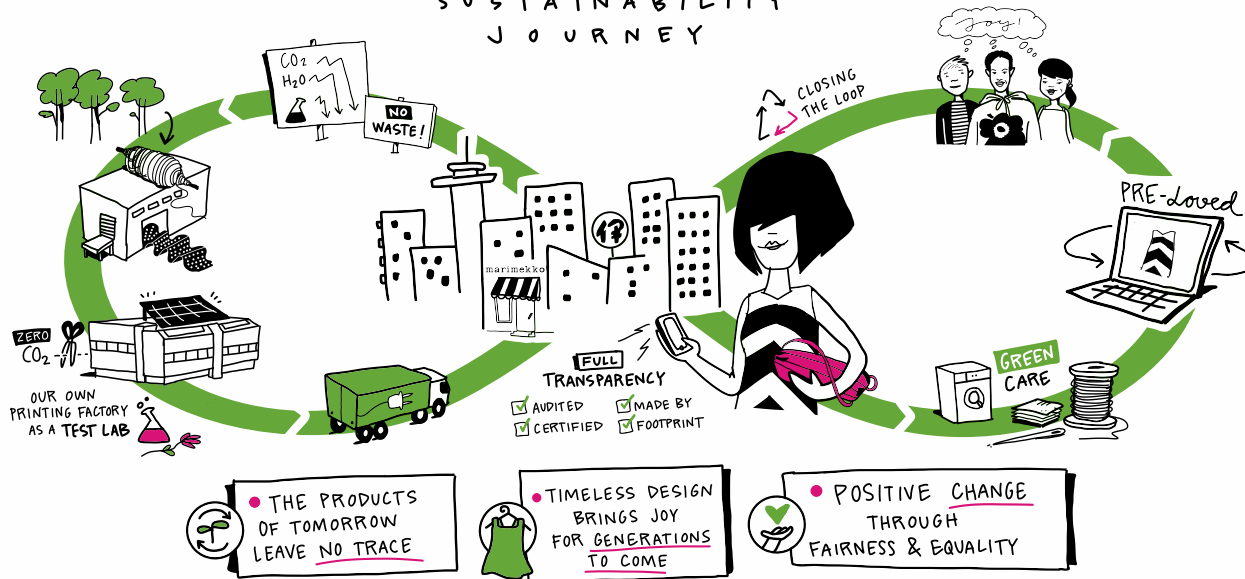 SUSTAINABILITY
JOURNEY
CO2
H2O
NO
WASTE!
Joy!
CLOSING
THE LOOP
PRE-Loved
marimekko
伊
ZERO
CO2
OUR OWN
PRINTING FACTORY
AS A TEST LAB
FULL
TRANSPARENCY
AUDITED
MADE BY
CERTIFIED
FOOTPRINT
GREEN
CARE
THE PRODUCTS
OF TOMORROW
LEAVE NO TRACE
TIMELESS DESIGN
BRINGS JOY
FOR GENERATIONS
TO COME
POSITIVE CHANGE
THROUGH
FAIRNESS & EQUALITY